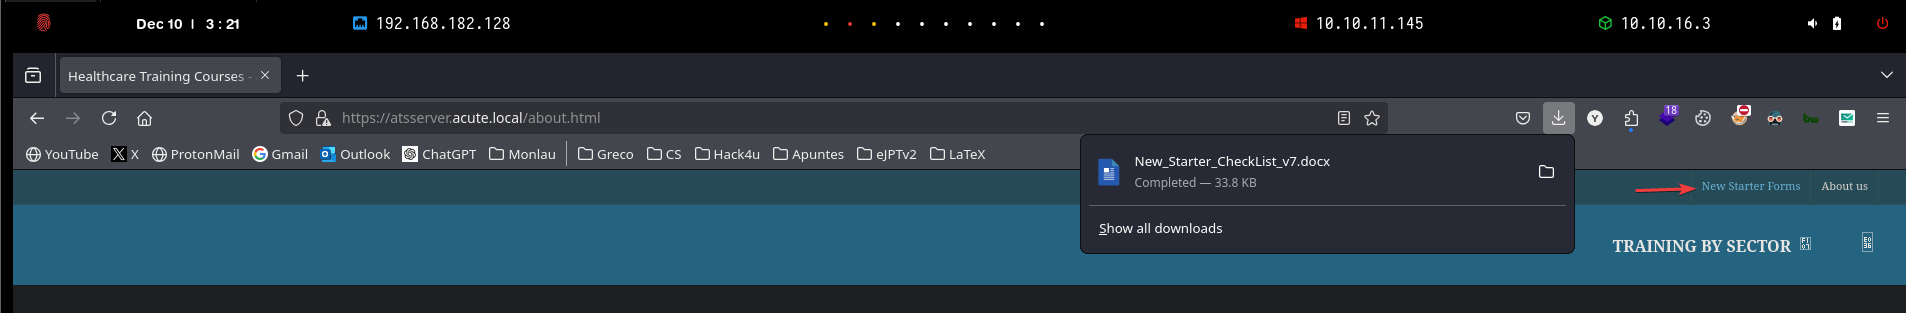 Dec 10 | 3:21 192.168.182.128 10.10.11.145 10.10.16.3
Healthcare Training Courses -
https://atsserver.acute.local/about.html
18
YouTube X ProtonMail Gmail Outlook ChatGPT Monlau Greco CS Hack4u Apuntes eJPTv2 LaTeX
New_Starter_CheckList_v7.docx
Completed — 33.8 KB
Show all downloads
New Starter Forms About us
TRAINING BY SECTOR